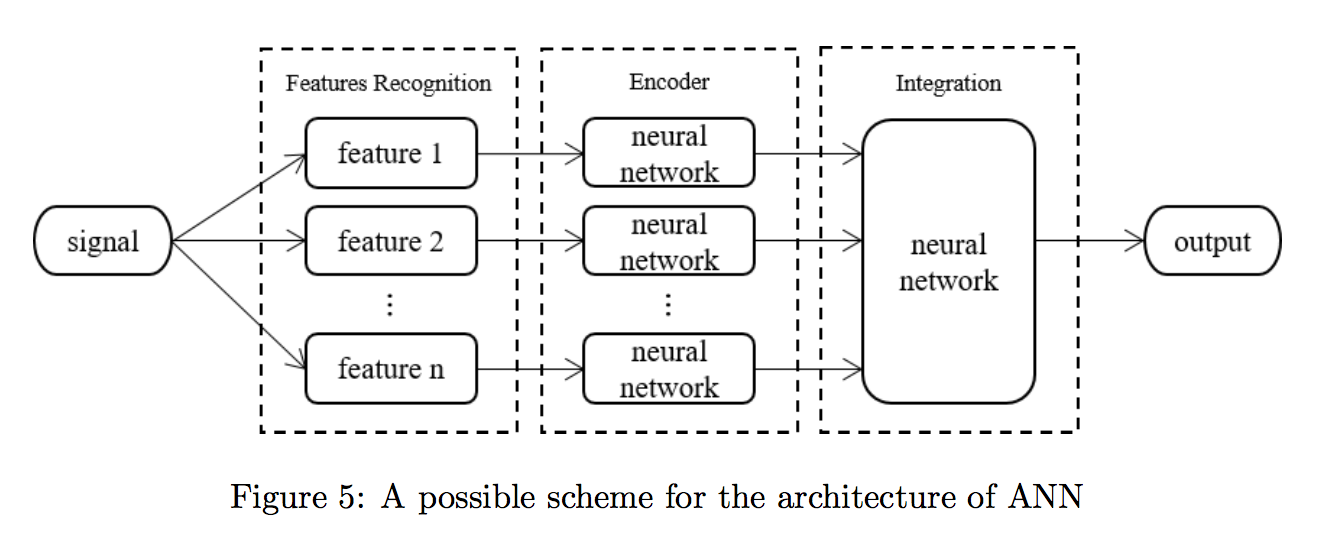 Features Recognition
Encoder
Integration
signal
feature 1
feature 2
⋮
feature n
neural
network
neural
network
⋮
neural
network
neural
network
output
Figure 5: A possible scheme for the architecture of ANN